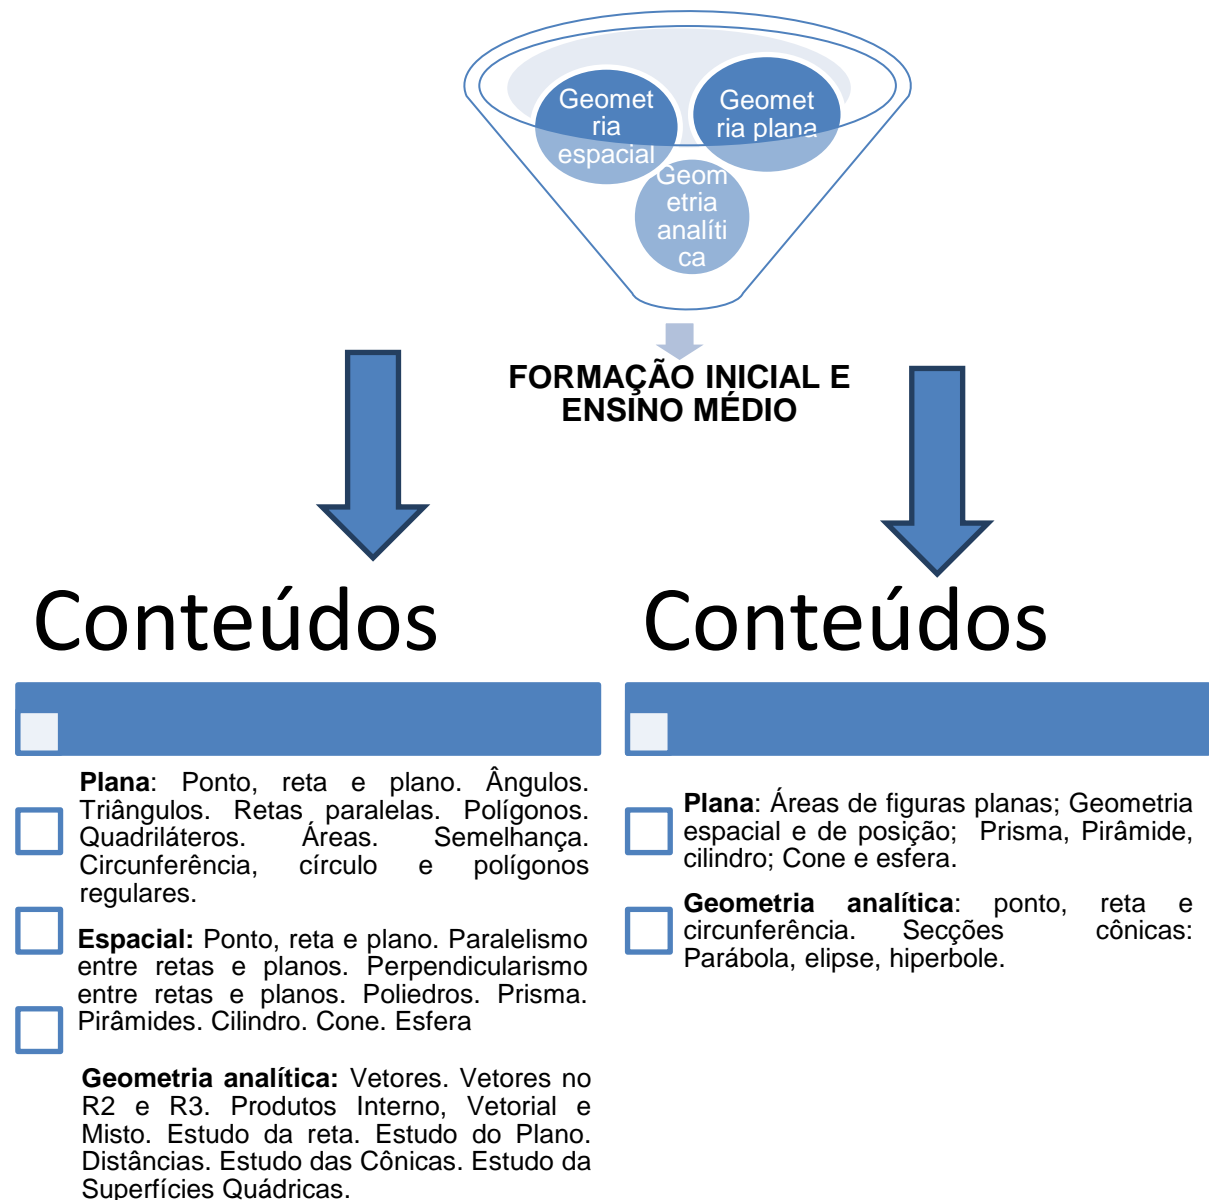 Geomet
ria
espacial
Geomet
ria plana
Geom
etria
analíti
ca
FORMAÇÃO INICIAL E
ENSINO MÉDIO
Conteúdos
Plana: Ponto, reta e plano. Ângulos.
Triângulos. Retas paralelas. Polígonos.
Quadriláteros. Áreas. Semelhança.
Circunferência, círculo e polígonos
regulares.
Espacial: Ponto, reta e plano. Paralelismo
entre retas e planos. Perpendicularismo
entre retas e planos. Poliedros. Prisma.
Pirâmides. Cilindro. Cone. Esfera
Geometria analítica: Vetores. Vetores no
R2 e R3. Produtos Interno, Vetorial e
Misto. Estudo da reta. Estudo do Plano.
Distâncias. Estudo das Cônicas. Estudo da
Superfícies Quádricas.
Conteúdos
Plana: Áreas de figuras planas; Geometria
espacial e de posição; Prisma, Pirâmide,
cilindro; Cone e esfera.
Geometria analítica: ponto, reta e
circunferência. Secções cônicas:
Parábola, elipse, hiperbole.